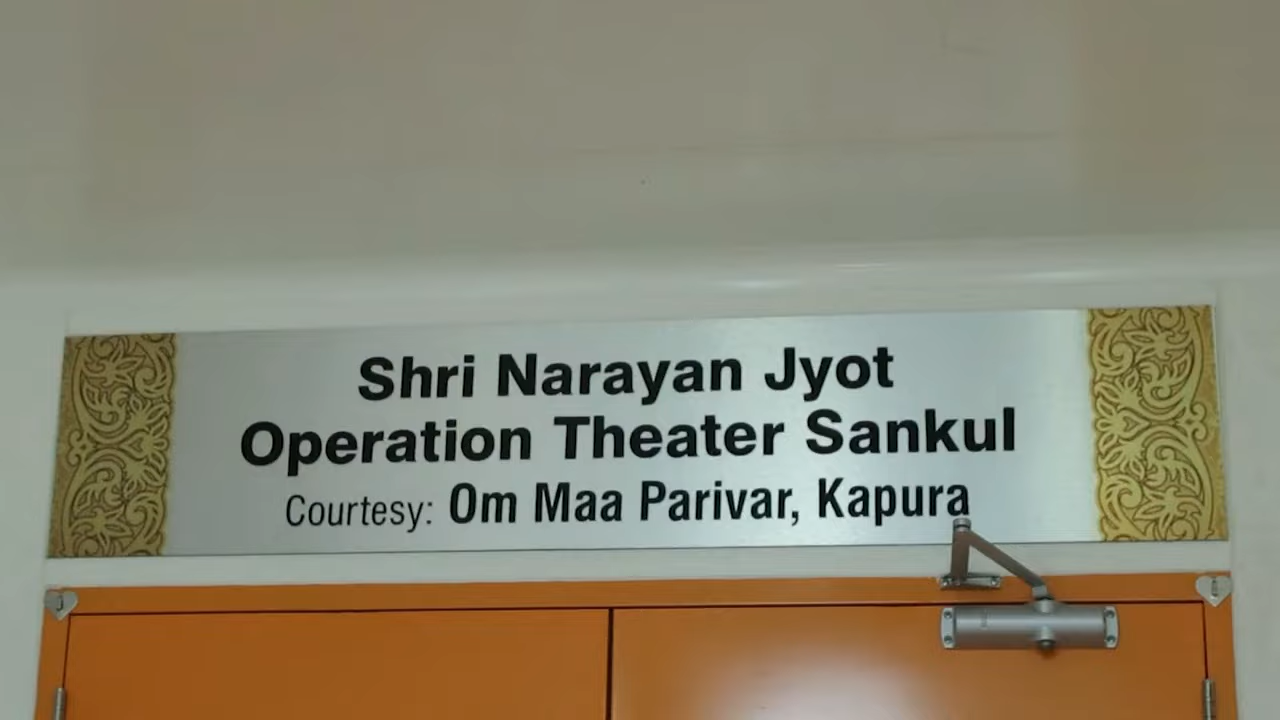 Shri Narayan Jyot
Operation Theater Sankul
Courtesy: Om Maa Parivar, Kapura